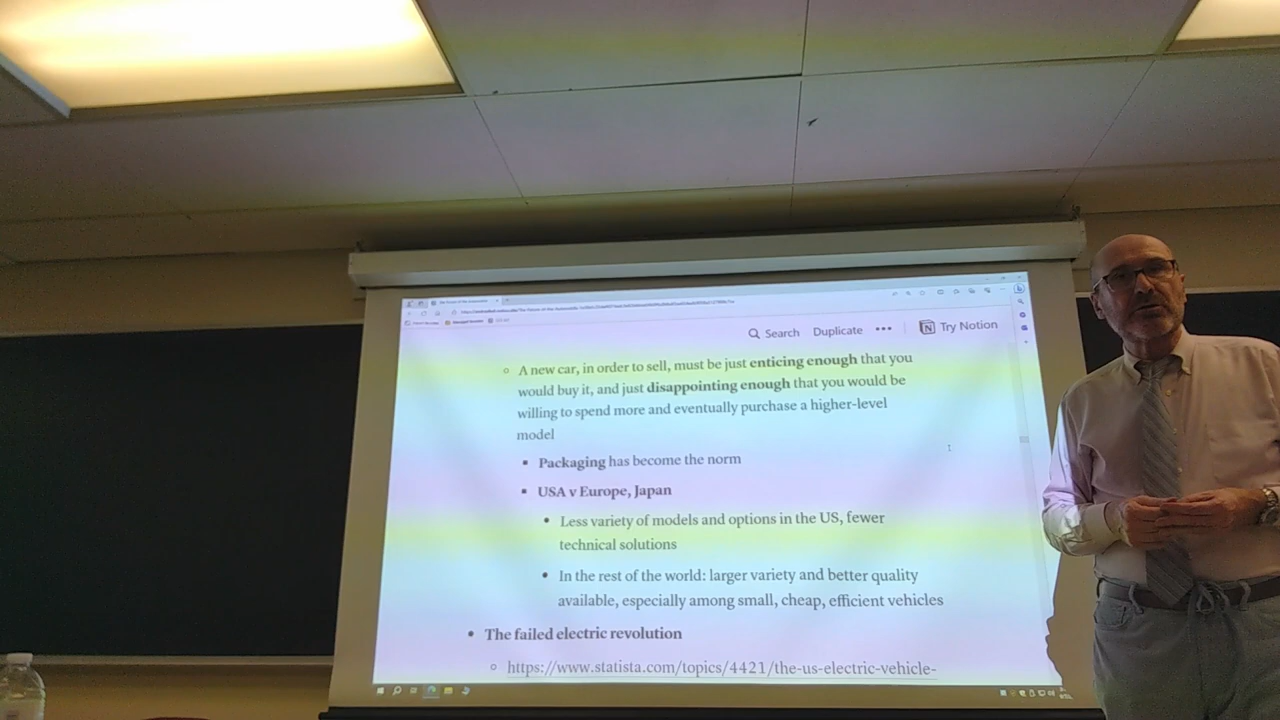 Search Duplicate ••• Try Notion
A new car, in order to sell, must be just enticing enough that you
would buy it, and just disappointing enough that you would be
willing to spend more and eventually purchase a higher-level
model
Packaging has become the norm
USA v Europe, Japan
Less variety of models and options in the US, fewer
technical solutions
In the rest of the world: larger variety and better quality
available, especially among small, cheap, efficient vehicles
The failed electric revolution
https://www.statista.com/topics/4421/the-us-electric-vehicle-